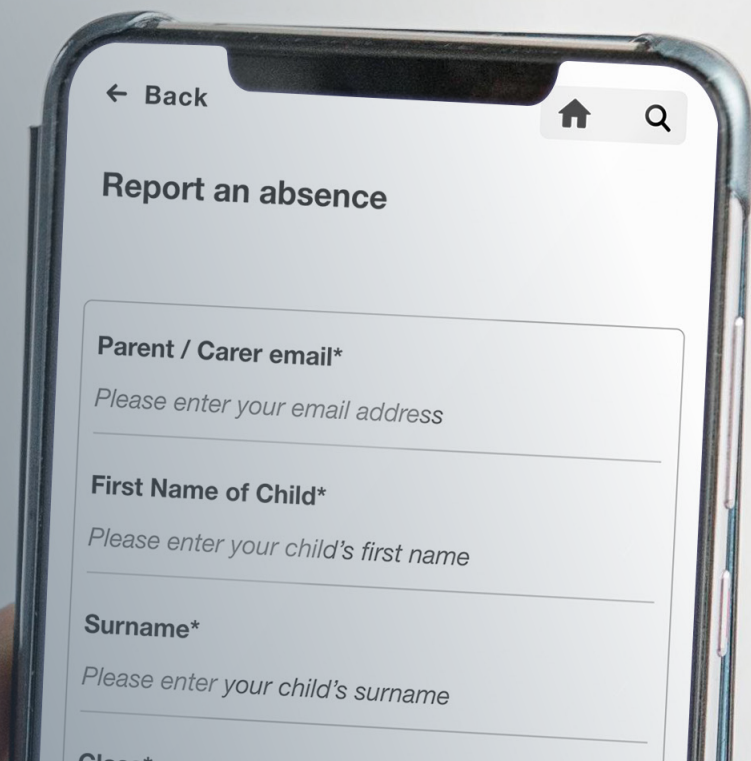 ← Back
Report an absence
Parent / Carer email*
Please enter your email address
First Name of Child*
Please enter your child’s first name
Surname*
Please enter your child’s surname
Class*